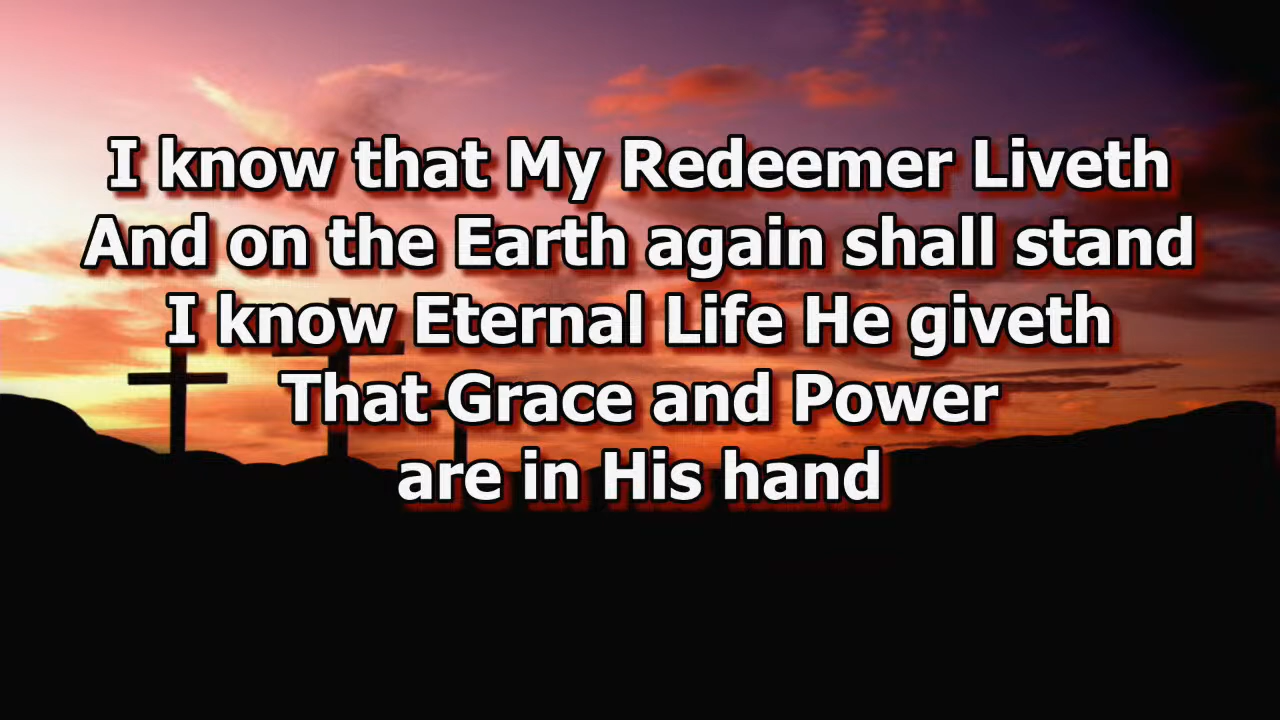 I know that My Redeemer Liveth
And on the Earth again shall stand
I know Eternal Life He giveth
That Grace and Power
are in His hand